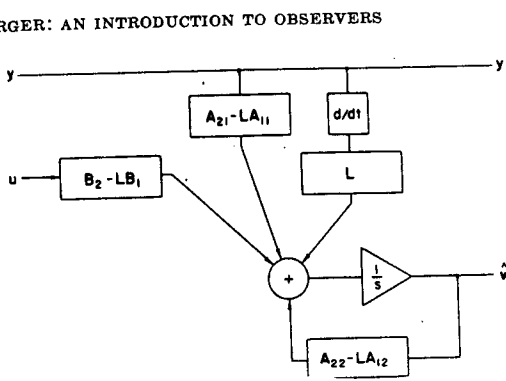 RGER: AN INTRODUCTION TO OBSERVERS
y y
A₂₁-LA₁₁
d/dt
u
B₂-LB₁
L
+
1/s
A₂₂-LA₁₂